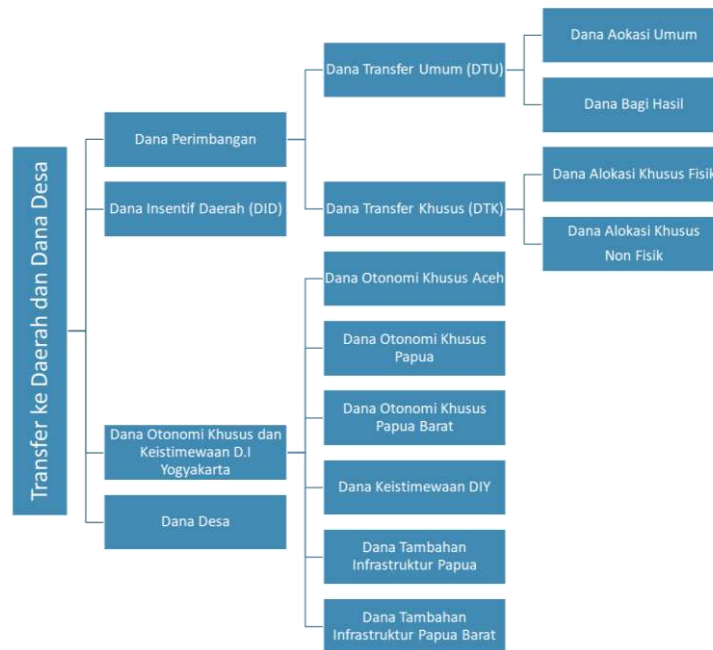 Transfer ke Daerah dan Dana Desa
Dana Perimbangan
Dana Transfer Umum (DTU)
Dana Aokasi Umum
Dana Bagi Hasil
Dana Transfer Khusus (DTK)
Dana Alokasi Khusus Fisik
Dana Alokasi Khusus
Non Fisik
Dana Insentif Daerah (DID)
Dana Otonomi Khusus dan
Keistimewaan D.I
Yogyakarta
Dana Otonomi Khusus Aceh
Dana Otonomi Khusus
Papua
Dana Otonomi Khusus
Papua Barat
Dana Keistimewaan DIY
Dana Tambahan
Infrastruktur Papua
Dana Tambahan
Infrastruktur Papua Barat
Dana Desa